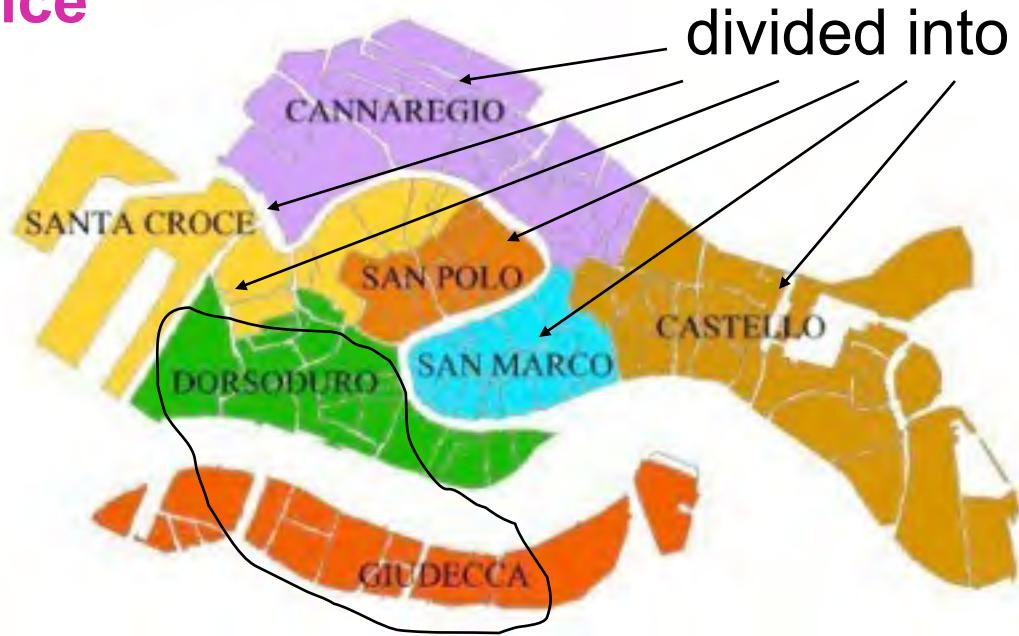 ice
divided into
CANNAREGIO
SANTA CROCE
SAN POLO
CASTELLO
SAN MARCO
DORSODURO
GIUDECCA